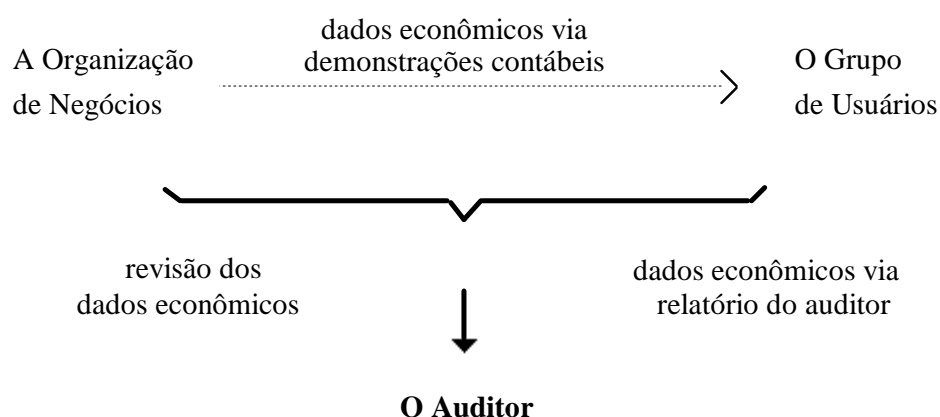 dados econômicos via
demonstrações contábeis
A Organização
de Negócios
O Grupo
de Usuários
revisão dos
dados econômicos
dados econômicos via
relatório do auditor
O Auditor